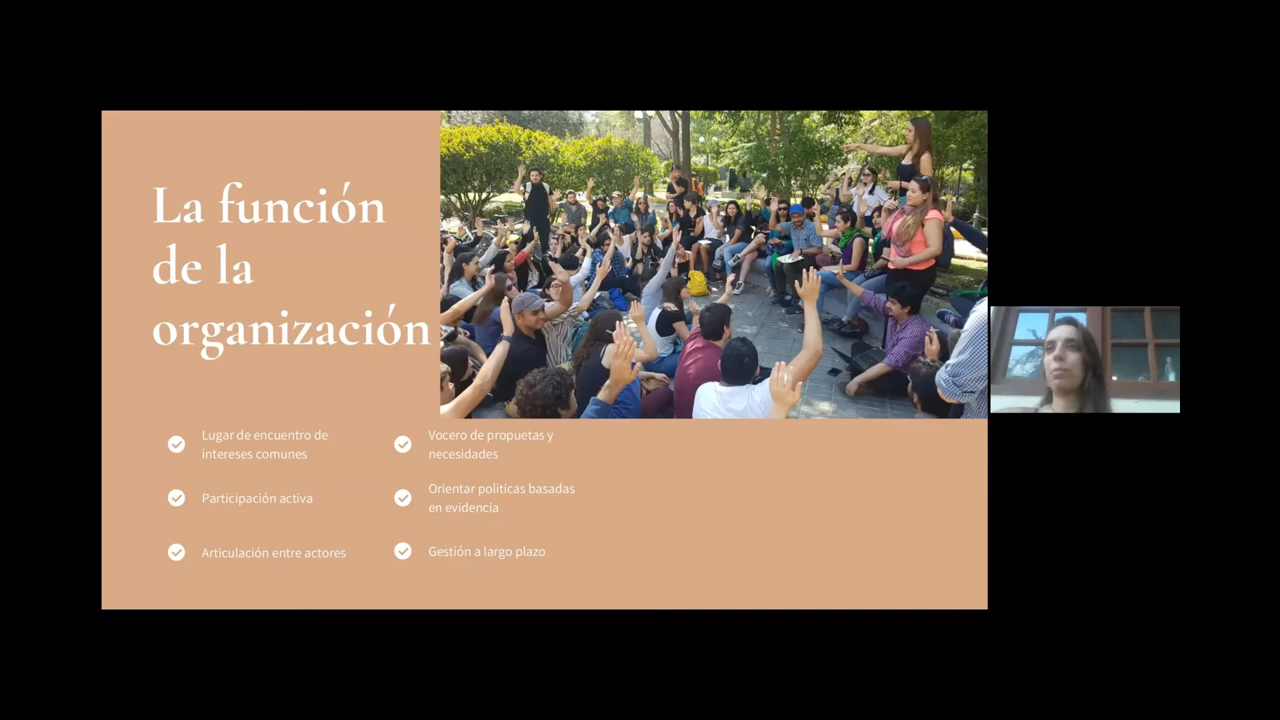 La función
de la
organización
Lugar de encuentro de
intereses comunes
Participación activa
Articulación entre actores
Vocero de propuetas y
necesidades
Orientar politicas basadas
en evidencia
Gestión a largo plazo